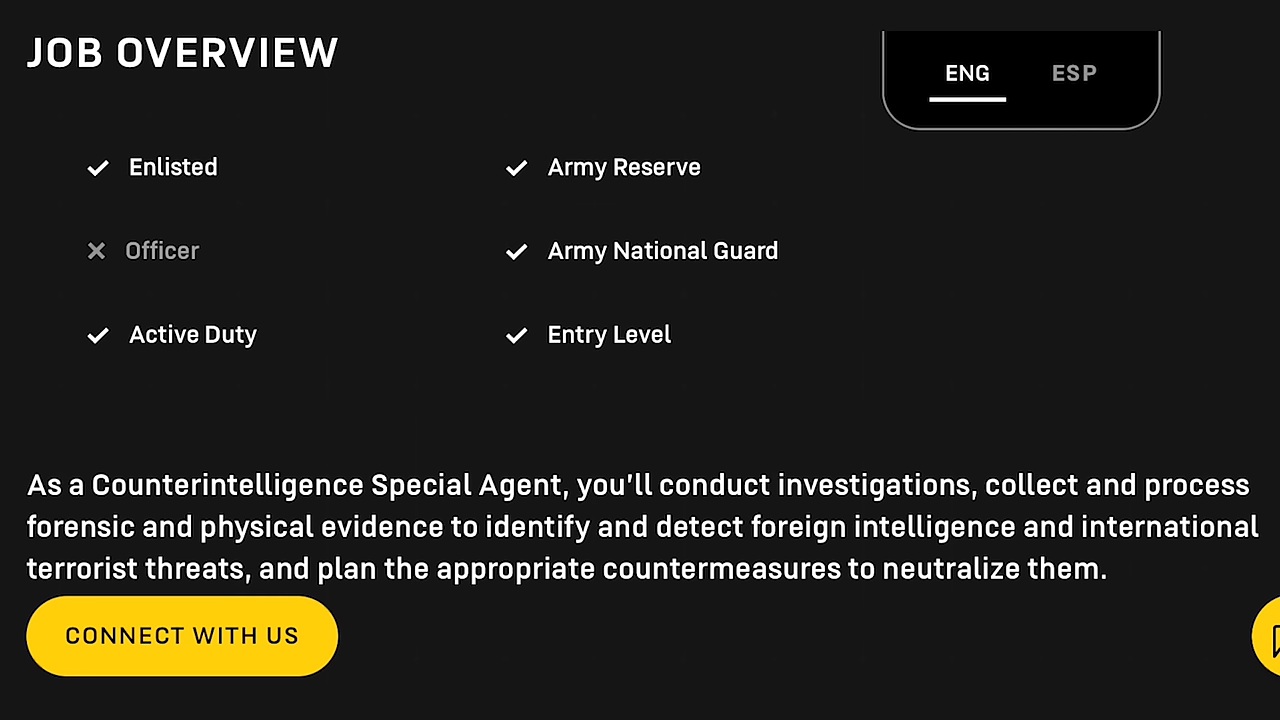 JOB OVERVIEW
ENG ESP
Enlisted
Army Reserve
Officer
Army National Guard
Active Duty
Entry Level
As a Counterintelligence Special Agent, you'll conduct investigations, collect and process
forensic and physical evidence to identify and detect foreign intelligence and international
terrorist threats, and plan the appropriate countermeasures to neutralize them.
CONNECT WITH US